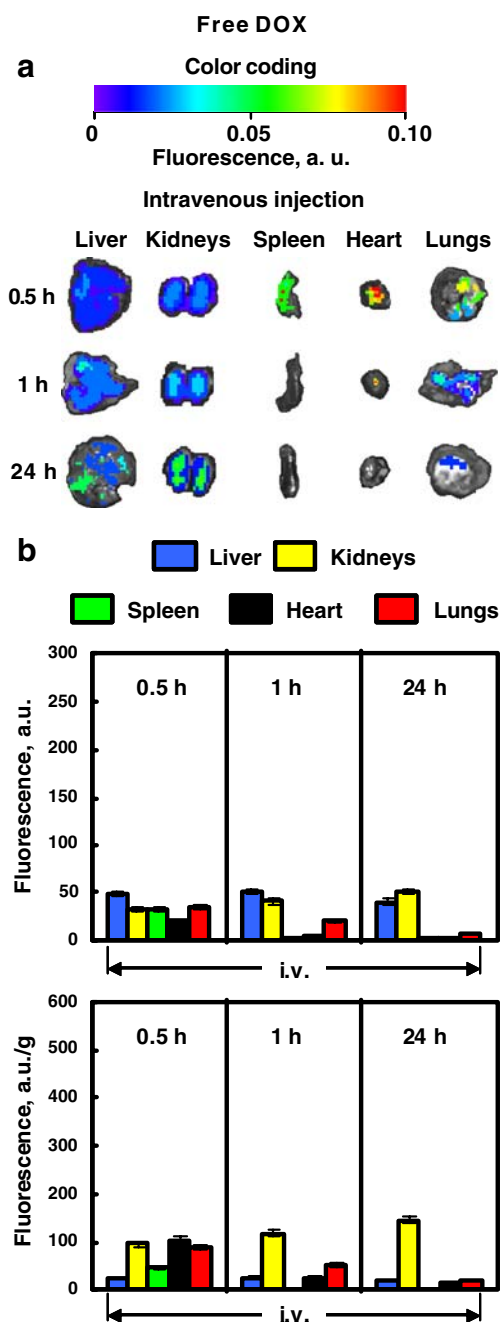 Free DOX
a
Color coding
0 0.05 0.10
Fluorescence, a. u.
Intravenous injection
Liver Kidneys Spleen Heart Lungs
0.5 h
1 h
24 h
b
Liver Kidneys
Spleen Heart Lungs
300
250
200
150
100
50
0
Fluorescence, a.u.
0.5 h 1 h 24 h
i.v.
600
500
400
300
200
100
0
Fluorescence, a.u./g
0.5 h 1 h 24 h
i.v.